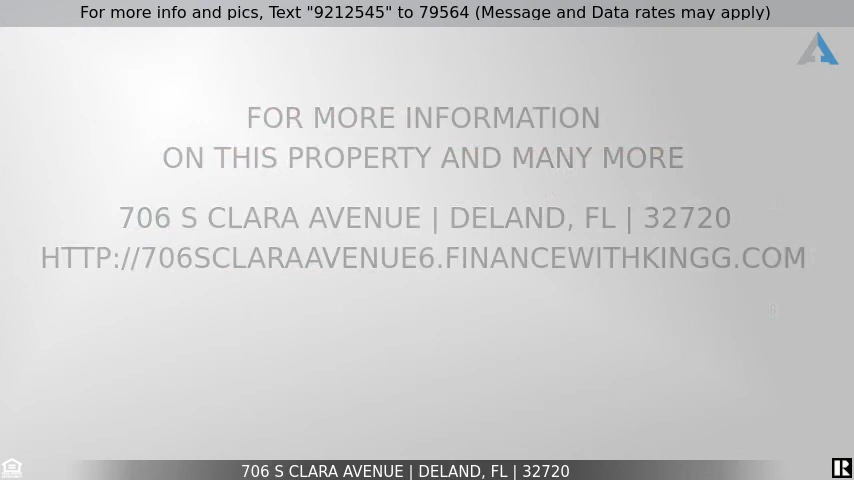 For more info and pics, Text "9212545" to 79564 (Message and Data rates may apply)
FOR MORE INFORMATION
ON THIS PROPERTY AND MANY MORE
706 S CLARA AVENUE | DELAND, FL | 32720
HTTP://706SCLARAAVENUE6.FINANCEWITHKINGG.COM
706 S CLARA AVENUE | DELAND, FL | 32720